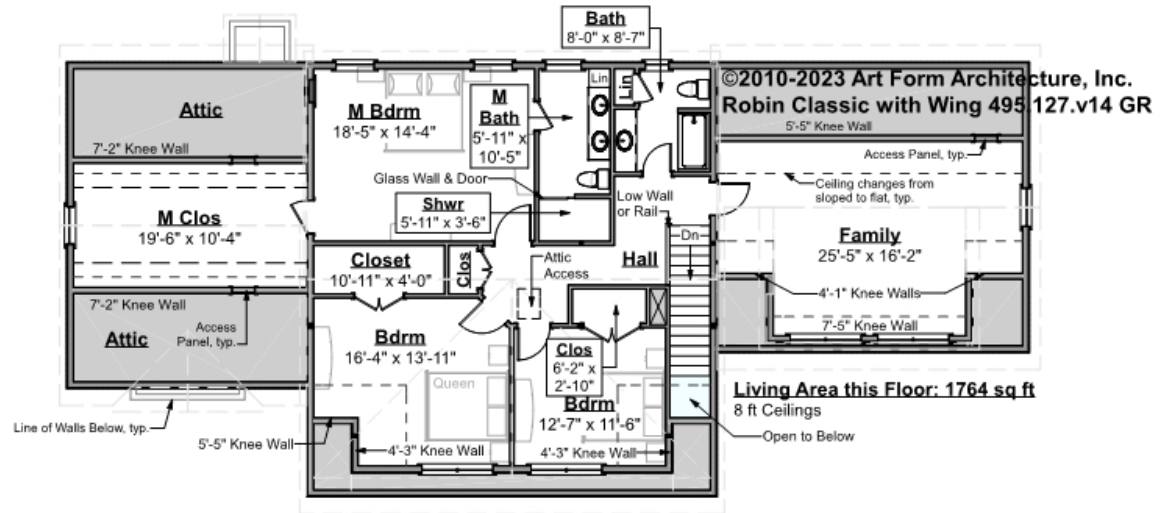 Bath
8'-0" x 8'-7"
©2010-2023 Art Form Architecture, Inc.
Robin Classic with Wing 495.127.v14 GR
5'-5" Knee Wall
Lin
Lin
Attic
M Bdrm
18'-5" x 14'-4"
M
Bath
5'-11" x
10'-5"
7'-2" Knee Wall
Access Panel, typ.
Glass Wall & Door
Ceiling changes from
sloped to flat, typ.
Shwr
5'-11" x 3'-6"
Low Wall
or Rail
M Clos
19'-6" x 10'-4"
Dn
Family
25'-5" x 16'-2"
Closet
10'-11" x 4'-0"
Clos
Attic
Access
Hall
7'-2" Knee Wall
4'-1" Knee Walls
Access
Panel, typ.
Attic
7'-5" Knee Wall
Bdrm
16'-4" x 13'-11"
Clos
6'-2" x
2'-10"
Queen
Bdrm
12'-7" x 11'-6"
Living Area this Floor: 1764 sq ft
8 ft Ceilings
Line of Walls Below, typ.
5'-5" Knee Wall
4'-3" Knee Wall
4'-3" Knee Wall
Open to Below